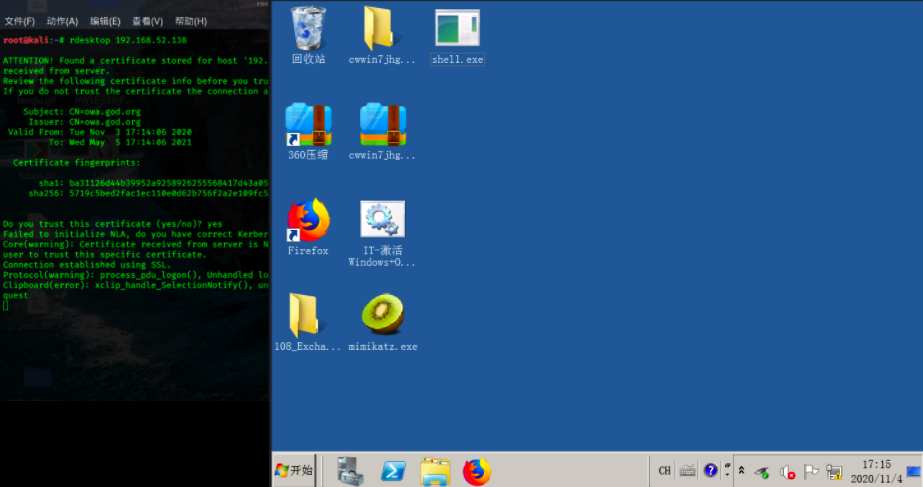 文件(F) 动作(A) 编辑(E) 查看(V) 帮助(H)
root@kali:~# rdesktop 192.168.52.138
ATTENTION! Found a certificate stored for host '192.
received from server.
Review the following certificate info before you tru
If you do not trust the certificate the connection a
Subject: CN=owa.god.org
Issuer: CN=owa.god.org
Valid From: Tue Nov 3 17:14:06 2020
To: Wed May 5 17:14:06 2021
Certificate fingerprints:
sha1: ba31126d44b39952a9258926255568417d43a05
sha256: 5719c5bed2fac1ec110e0d62b756f2a2e109fc5
Do you trust this certificate (yes/no)? yes
Failed to initialize NLA, do you have correct Kerber
Core(warning): Certificate received from server is N
user to trust this specific certificate.
Connection established using SSL.
Protocol(warning): process_pdu_logon(), Unhandled lo
Clipboard(error): xclip_handle_SelectionNotify(), un
quest
回收站
cwwin7jhg...
shell.exe
360压缩
cwwin7jhg...
Firefox
IT-激活
Windows+O...
108_Excha...
mimikatz.exe
开始
CH
17:15
2020/11/4